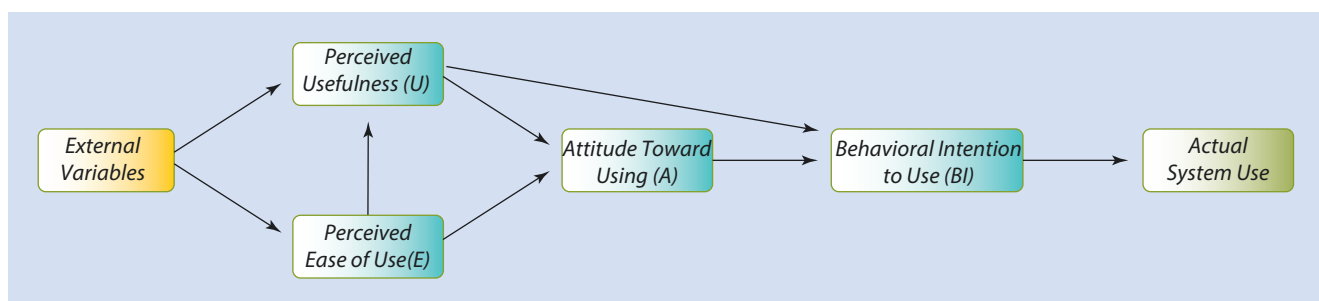 Perceived
Usefulness (U)
External
Variables
Attitude Toward
Using (A)
Behavioral Intention
to Use (BI)
Actual
System Use
Perceived
Ease of Use(E)